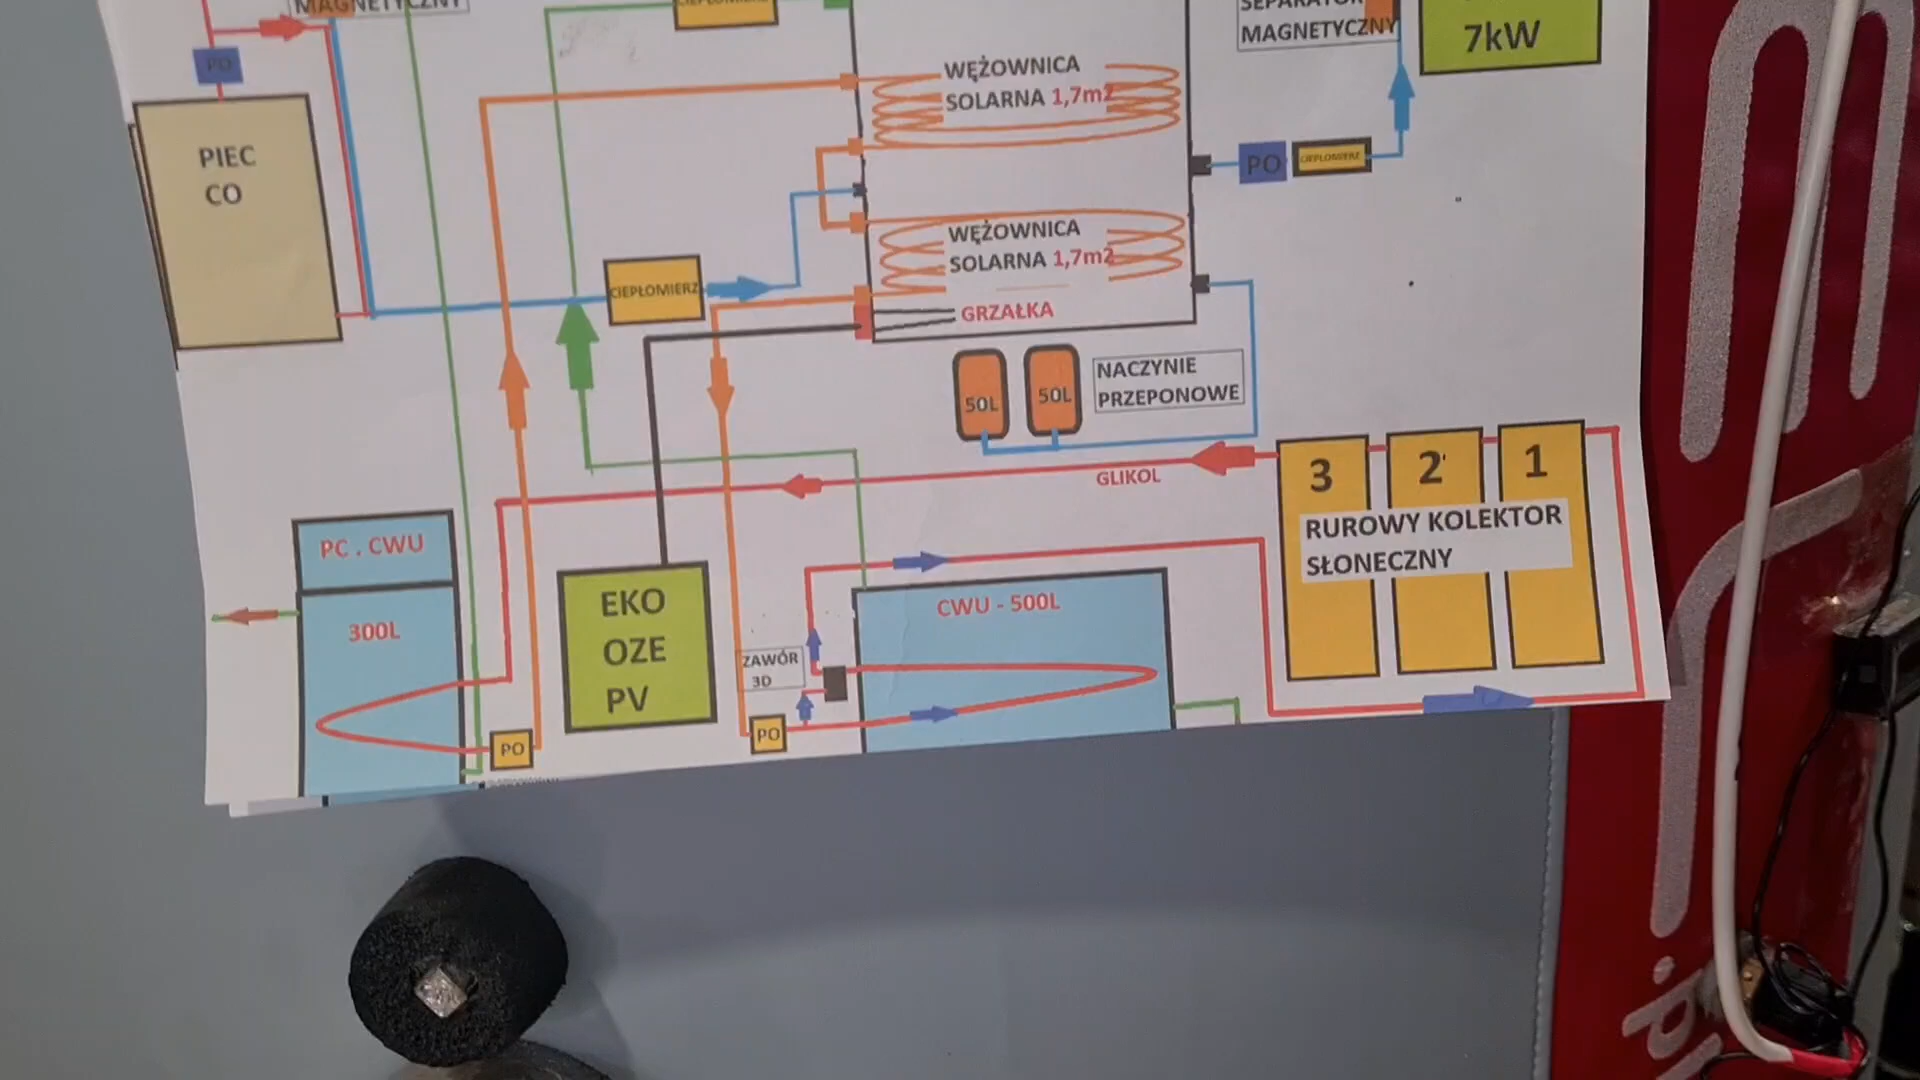 MAGNETYCZNY
CIEPŁOMIERZ
SEPARATOR
MAGNETYCZNY
7kW
PO
PIEC
CO
WĘŻOWNICA
SOLARNA 1,7m2
PO
CIEPŁOMIERZ
WĘŻOWNICA
SOLARNA 1,7m2
CIEPŁOMIERZ
GRZAŁKA
50L
50L
NACZYNIE
PRZEPONOWE
GLIKOL
3
2
1
RUROWY KOLEKTOR
SŁONECZNY
PC . CWU
300L
EKO
OZE
PV
CWU - 500L
ZAWÓR
3D
PO
PO
.pl